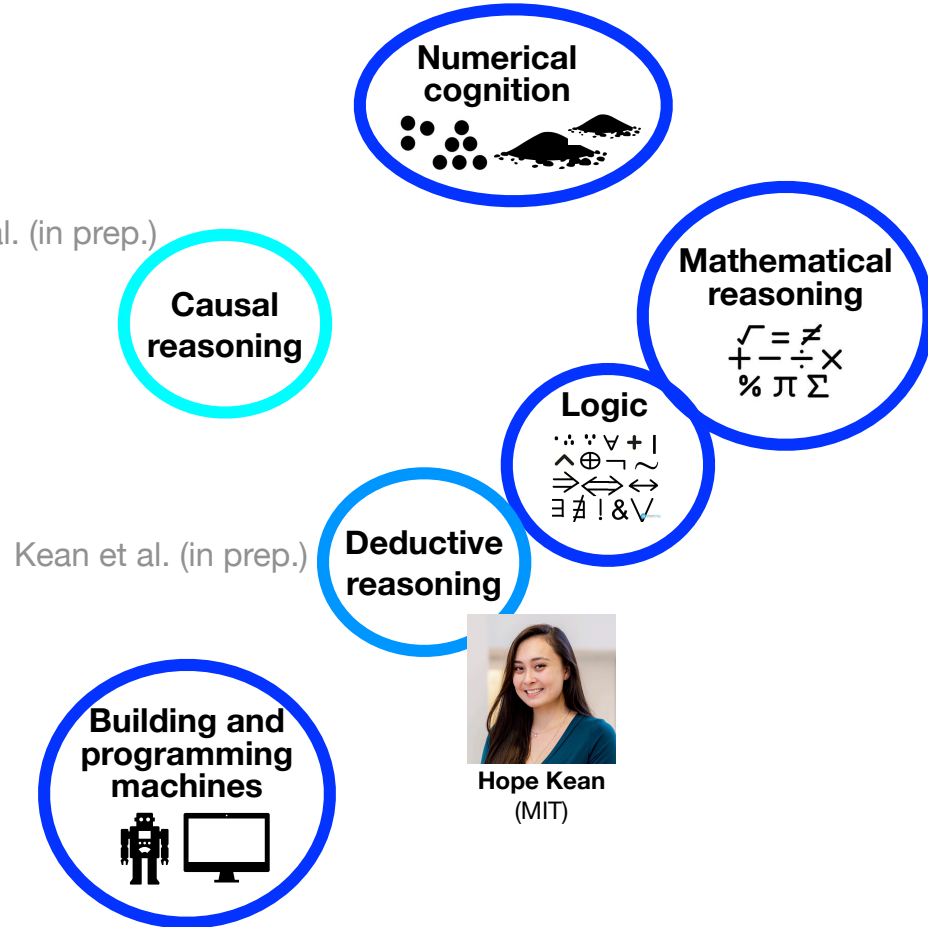 Numerical
cognition
al. (in prep.)
Causal
reasoning
Mathematical
reasoning
√ = ≠
+ − ÷ ×
% π Σ
Logic
∴ ∵ ∀ + |
^ ⊕ ¬ ~
⇒ ⇔ ↔
∃ ∄ ! & ∨
Kean et al. (in prep.)
Deductive
reasoning
Hope Kean
(MIT)
Building and
programming
machines